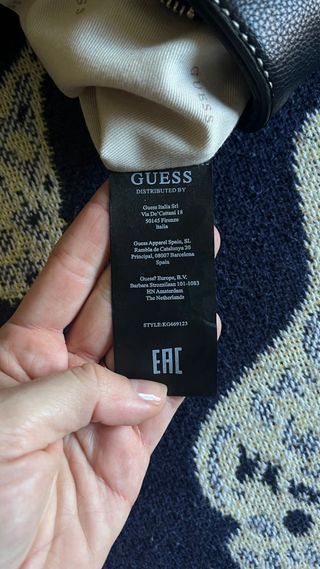 GUESS
GUESS
GUESS
DISTRIBUTED BY
Guess Italia Srl
Via De'Cattani 18
50145 Firenze
Italia
Guess Apparel Spain, SL
Rambla de Catalunya 20
Principal, 08007 Barcelona
Spain
Guess? Europe, B.V.
Barbara Strozzilaan 101-1083
HN Amsterdam
The Netherlands
STYLE:KG669123
EAC